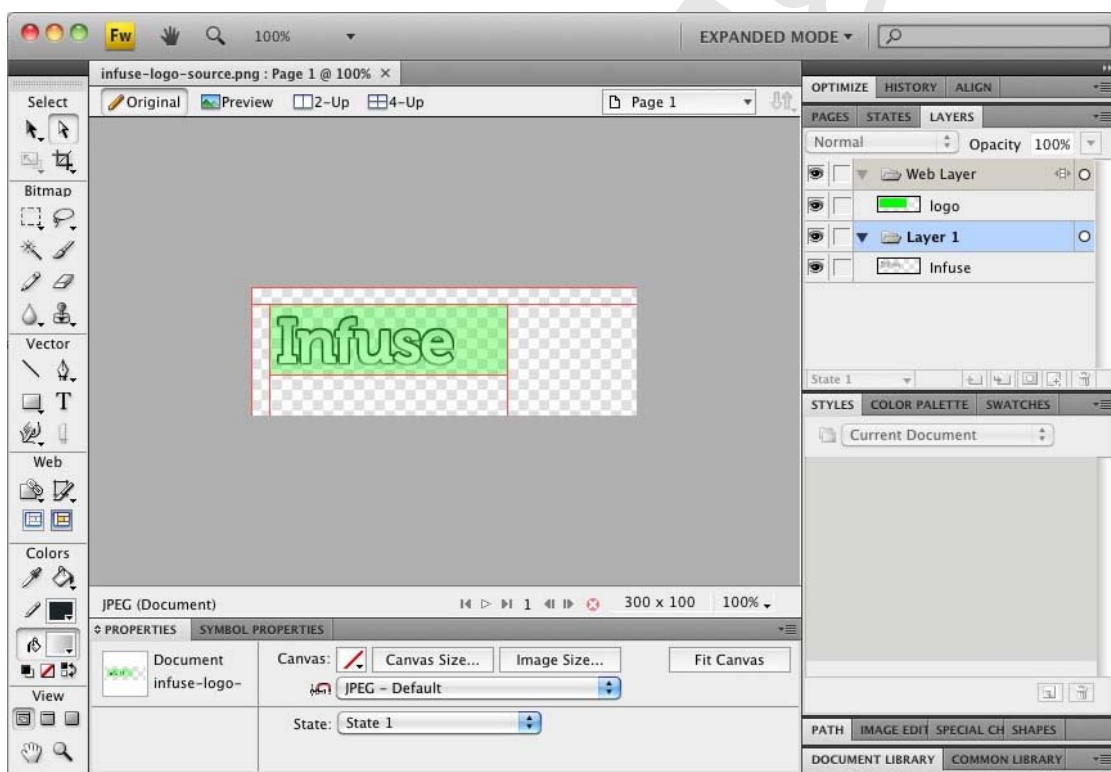 Fw 100% EXPANDED MODE
infuse-logo-source.png : Page 1 @ 100% ×
Original Preview 2-Up 4-Up Page 1
Select
Bitmap
Vector
T
Web
Colors
View
Infuse
JPEG (Document) 1 300 x 100 100%
PROPERTIES SYMBOL PROPERTIES
Document
infuse-logo-
Canvas: Canvas Size... Image Size... Fit Canvas
JPEG – Default
State: State 1
OPTIMIZE HISTORY ALIGN
PAGES STATES LAYERS
Normal Opacity 100%
Web Layer
logo
Layer 1
Infuse
State 1
STYLES COLOR PALETTE SWATCHES
Current Document
PATH IMAGE EDIT SPECIAL CH SHAPES
DOCUMENT LIBRARY COMMON LIBRARY